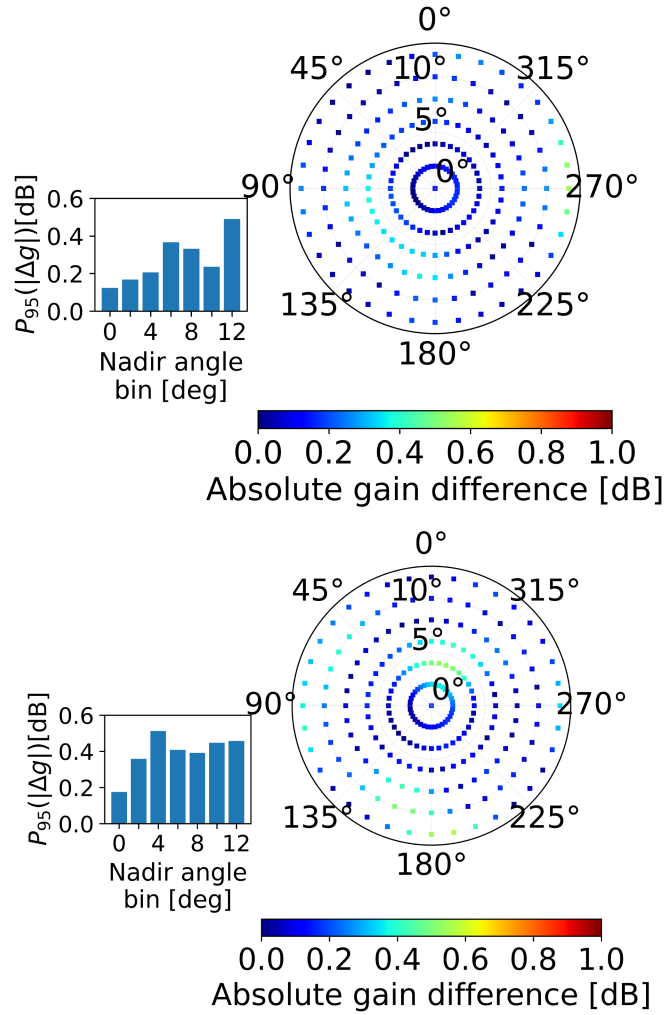 0°
45°
10°
315°
5°
0°
90°
270°
135°
225°
180°
P95(|Δg|)[dB]
0.6
0.4
0.2
0.0
0 4 8 12
Nadir angle
bin [deg]
0.0 0.2 0.4 0.6 0.8 1.0
Absolute gain difference [dB]
0°
45°
10°
315°
5°
0°
90°
270°
135°
225°
180°
P95(|Δg|)[dB]
0.6
0.4
0.2
0.0
0 4 8 12
Nadir angle
bin [deg]
0.0 0.2 0.4 0.6 0.8 1.0
Absolute gain difference [dB]